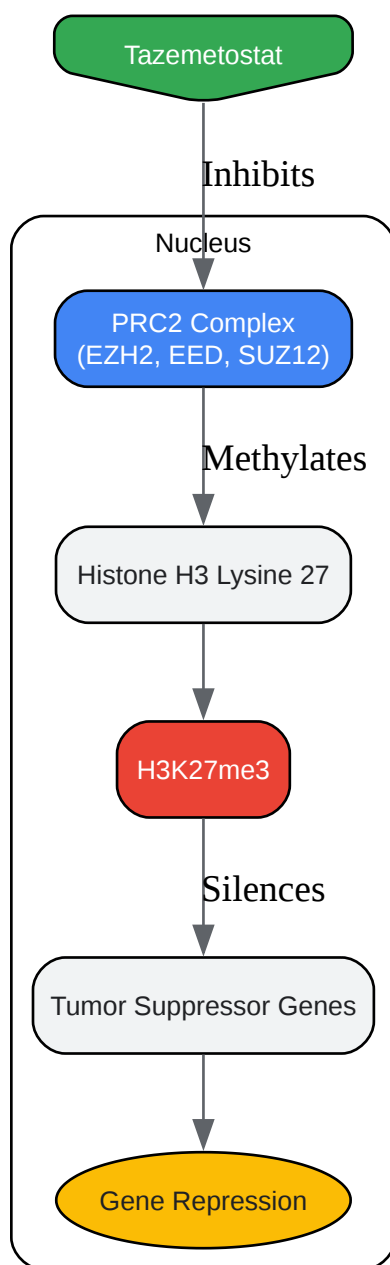 Tazemetostat
Inhibits
Nucleus
PRC2 Complex
(EZH2, EED, SUZ12)
Methylates
Histone H3 Lysine 27
H3K27me3
Silences
Tumor Suppressor Genes
Gene Repression